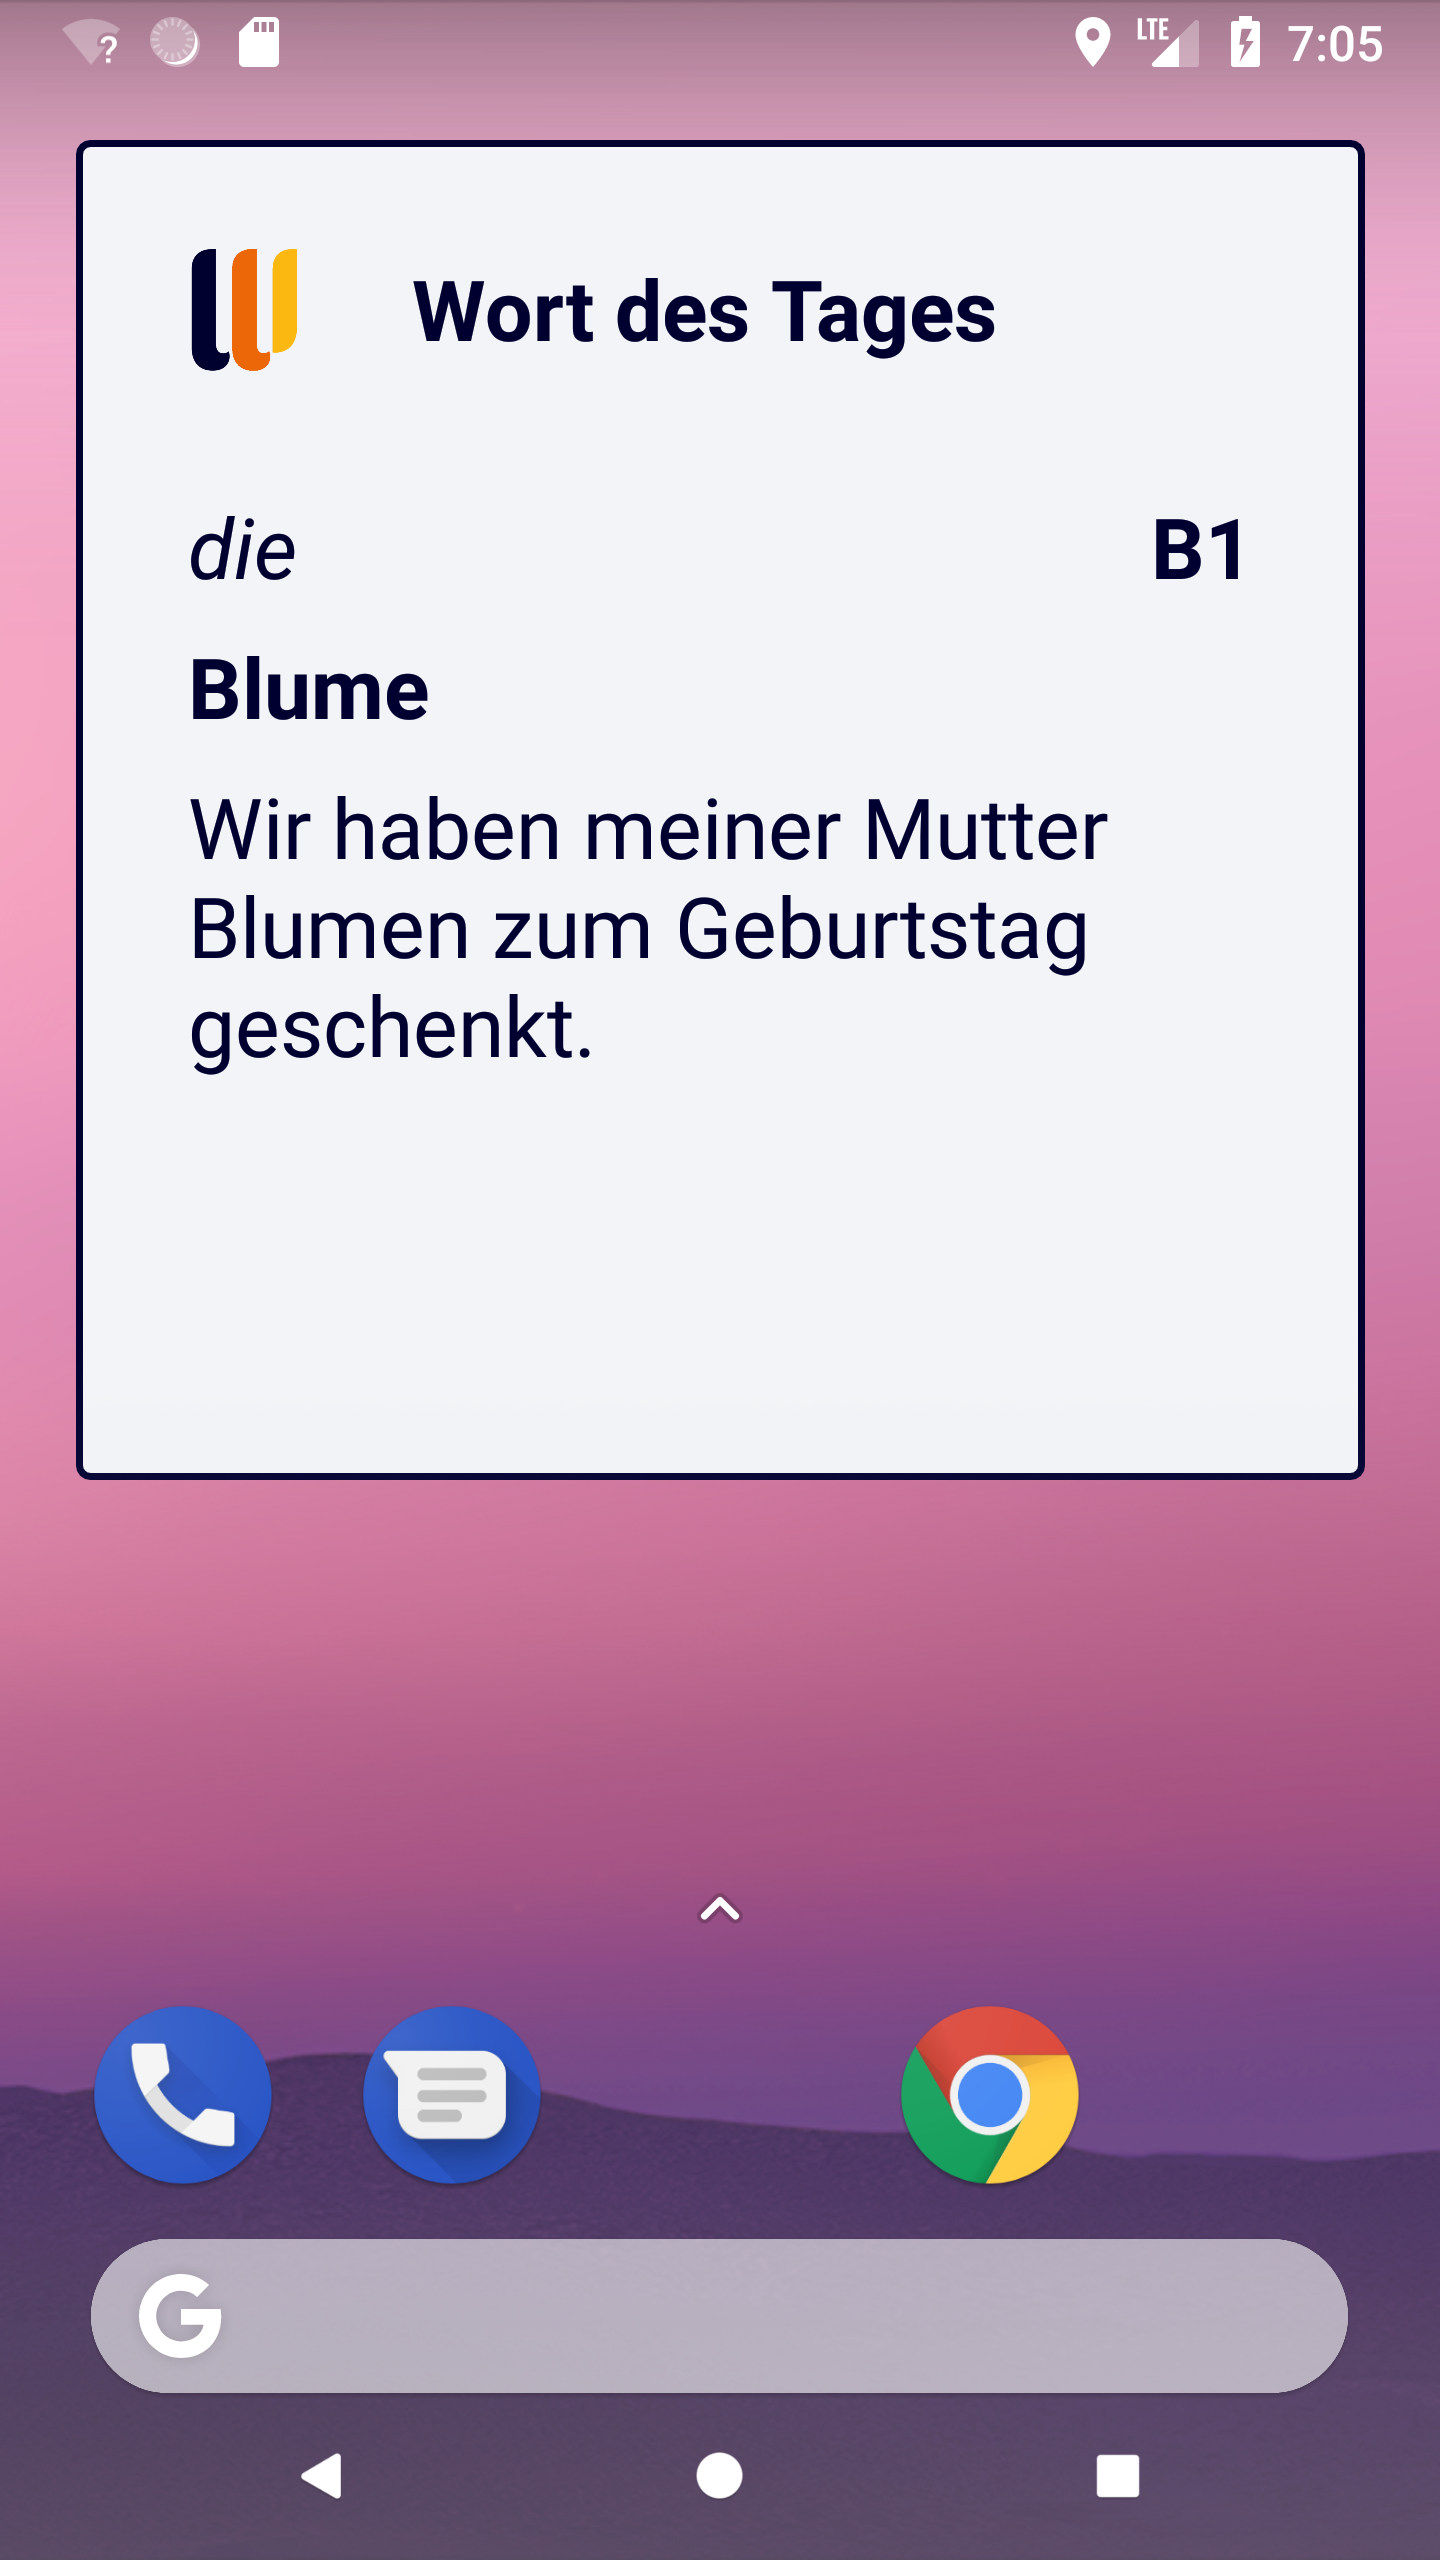 LTE 7:05
Wort des Tages
die B1
Blume
Wir haben meiner Mutter
Blumen zum Geburtstag
geschenkt.
G